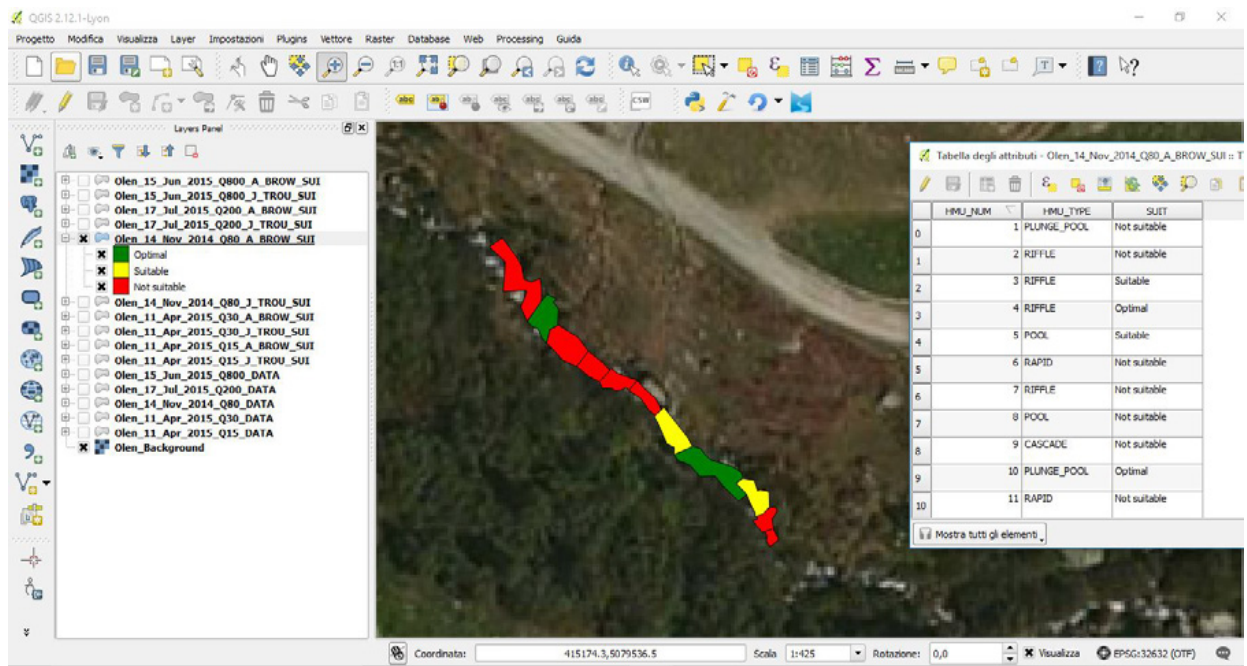 QGIS 2.12.1-Lyon
Progetto Modifica Visualizza Layer Impostazioni Plugins Vettore Raster Database Web Processing Guida
Layers Panel
Olen_15_Jun_2015_Q800_A_BROW_SUI
Olen_15_Jun_2015_Q800_J_TROU_SUI
Olen_17_Jul_2015_Q200_A_BROW_SUI
Olen_17_Jul_2015_Q200_J_TROU_SUI
Olen_14_Nov_2014_Q80_A_BROW_SUI
Optimal
Suitable
Not suitable
Olen_14_Nov_2014_Q80_J_TROU_SUI
Olen_11_Apr_2015_Q30_A_BROW_SUI
Olen_11_Apr_2015_Q30_J_TROU_SUI
Olen_11_Apr_2015_Q15_A_BROW_SUI
Olen_11_Apr_2015_Q15_J_TROU_SUI
Olen_15_Jun_2015_Q800_DATA
Olen_17_Jul_2015_Q200_DATA
Olen_14_Nov_2014_Q80_DATA
Olen_11_Apr_2015_Q30_DATA
Olen_11_Apr_2015_Q15_DATA
Olen_Background
Tabella degli attributi - Olen_14_Nov_2014_Q80_A_BROW_SUI :: T
HMU_NUM HMU_TYPE SUIT
0 1 PLUNGE_POOL Not suitable
1 2 RIFFLE Not suitable
2 3 RIFFLE Suitable
3 4 RIFFLE Optimal
4 5 POOL Suitable
5 6 RAPID Not suitable
6 7 RIFFLE Not suitable
7 8 POOL Not suitable
8 9 CASCADE Not suitable
9 10 PLUNGE_POOL Optimal
10 11 RAPID Not suitable
Mostra tutti gli elementi
Coordinata: 415174.3,5079536.5 Scala 1:425 Rotazione: 0,0 Visualizza EPSG:32632 (OTF)